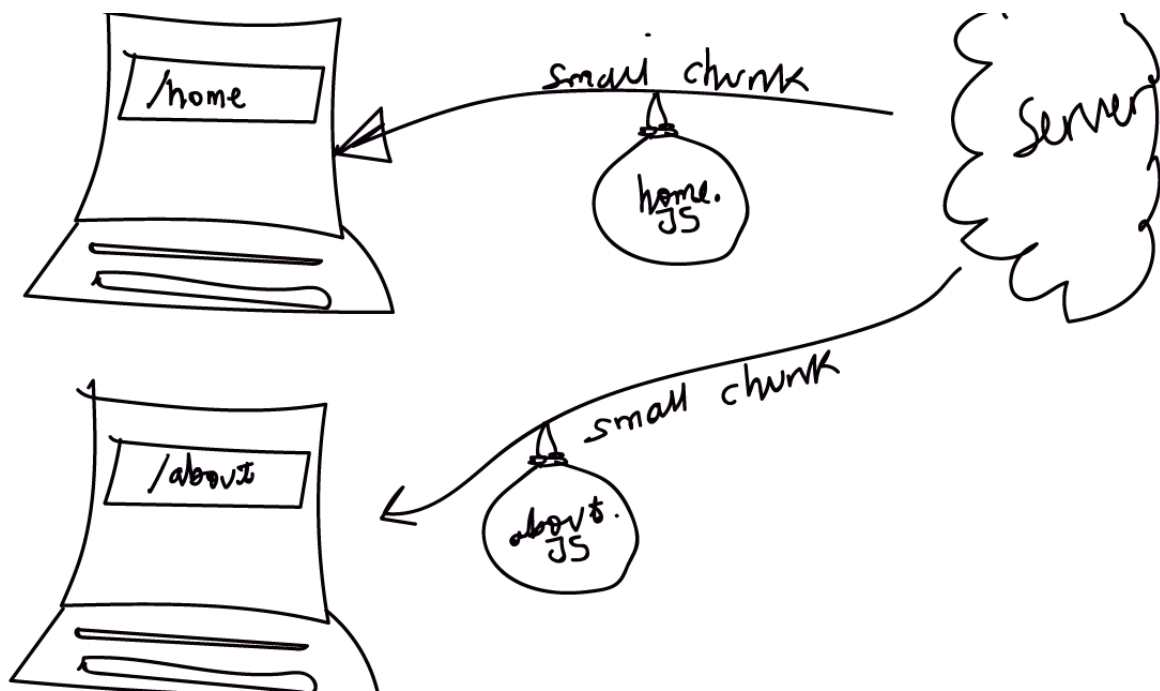 /home
small chunk
home.
JS
Server
small chunk
/about
about.
JS